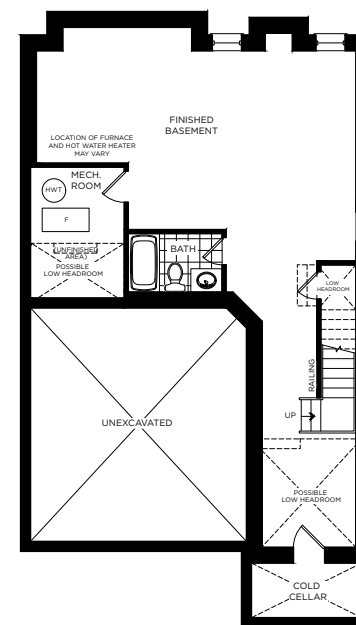 FINISHED
BASEMENT
LOCATION OF FURNACE
AND HOT WATER HEATER
MAY VARY
MECH.
ROOM
HWT
F
(UNFINISHED
AREA)
POSSIBLE
LOW HEADROOM
BATH
LOW
HEADROOM
RAILING
UP
UNEXCAVATED
POSSIBLE
LOW HEADROOM
COLD
CELLAR